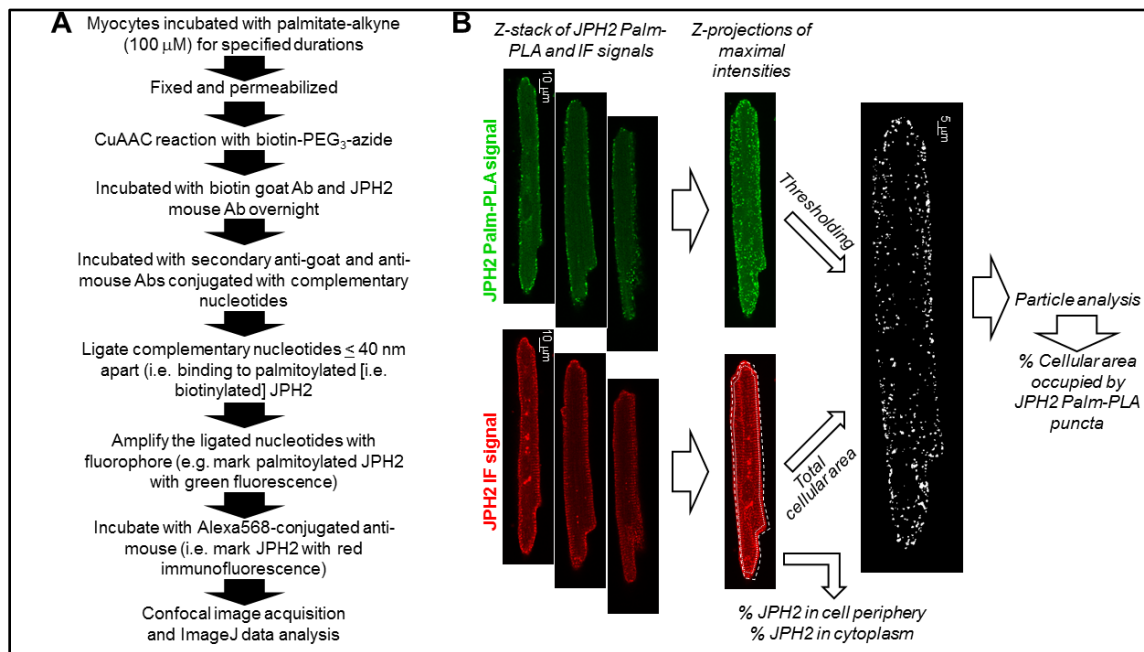 A
Myocytes incubated with palmitate-alkyne
(100 μM) for specified durations
Fixed and permeabilized
CuAAC reaction with biotin-PEG₃-azide
Incubated with biotin goat Ab and JPH2
mouse Ab overnight
Incubated with secondary anti-goat and anti-
mouse Abs conjugated with complementary
nucleotides
Ligate complementary nucleotides ≤ 40 nm
apart (i.e. binding to palmitoylated [i.e.
biotinylated] JPH2
Amplify the ligated nucleotides with
fluorophore (e.g. mark palmitoylated JPH2
with green fluorescence)
Incubate with Alexa568-conjugated anti-
mouse (i.e. mark JPH2 with red
immunofluorescence)
Confocal image acquisition
and ImageJ data analysis
B
Z-stack of JPH2 Palm-
PLA and IF signals
Z-projections of
maximal
intensities
JPH2 Palm-PLA signal
10 μm
Thresholding
5 μm
JPH2 IF signal
10 μm
Total
cellular area
% JPH2 in cell periphery
% JPH2 in cytoplasm
Particle analysis
% Cellular area
occupied by
JPH2 Palm-PLA
puncta